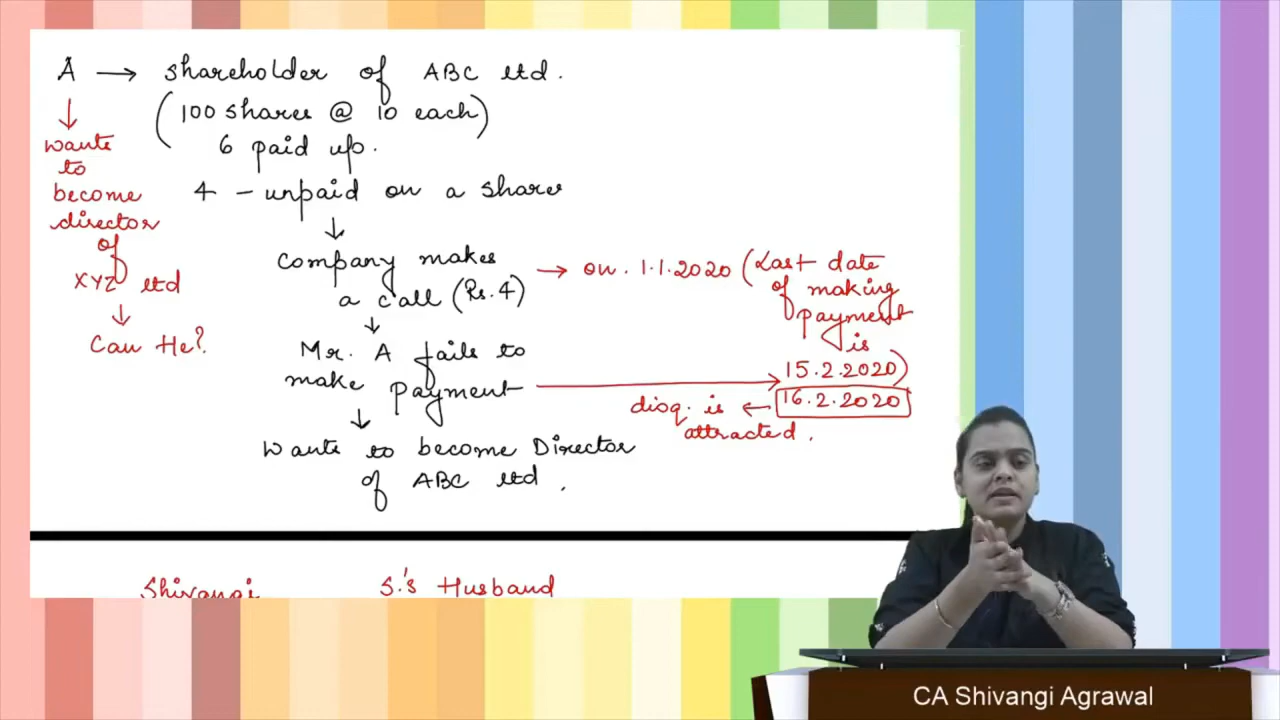 A → shareholder of ABC ltd.
(100 shares @ 10 each)
6 paid up.
4 - unpaid on a share
↓
Company makes
a call (Rs. 4)
→ on. 1.1.2020 (Last date
of making
payment
is
15.2.2020)
↓
Mr. A fails to
make payment → 16.2.2020
disq. is ←
attracted.
↓
Wants to become Director
of ABC ltd.
↓
wants
to
become
director
of
XYZ ltd
↓
Can He?
Shivangi
S.'s Husband
CA Shivangi Agrawal